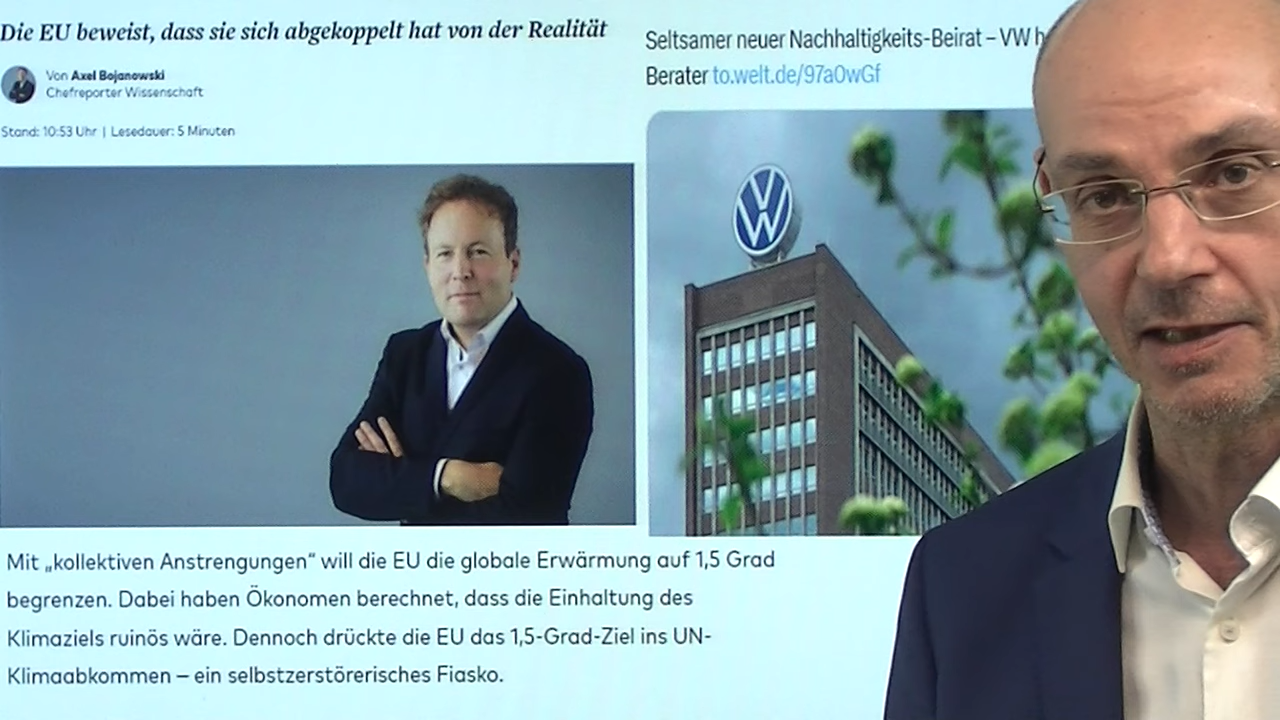 Die EU beweist, dass sie sich abgekoppelt hat von der Realität
Von Axel Bojanowski
Chefreporter Wissenschaft
Stand: 10:53 Uhr | Lesedauer: 5 Minuten
Seltsamer neuer Nachhaltigkeits-Beirat – VW h
Berater to.welt.de/97a0wGf
VW
Mit „kollektiven Anstrengungen“ will die EU die globale Erwärmung auf 1,5 Grad
begrenzen. Dabei haben Ökonomen berechnet, dass die Einhaltung des
Klimaziels ruinös wäre. Dennoch drückte die EU das 1,5-Grad-Ziel ins UN-
Klimaabkommen – ein selbstzerstörerisches Fiasko.